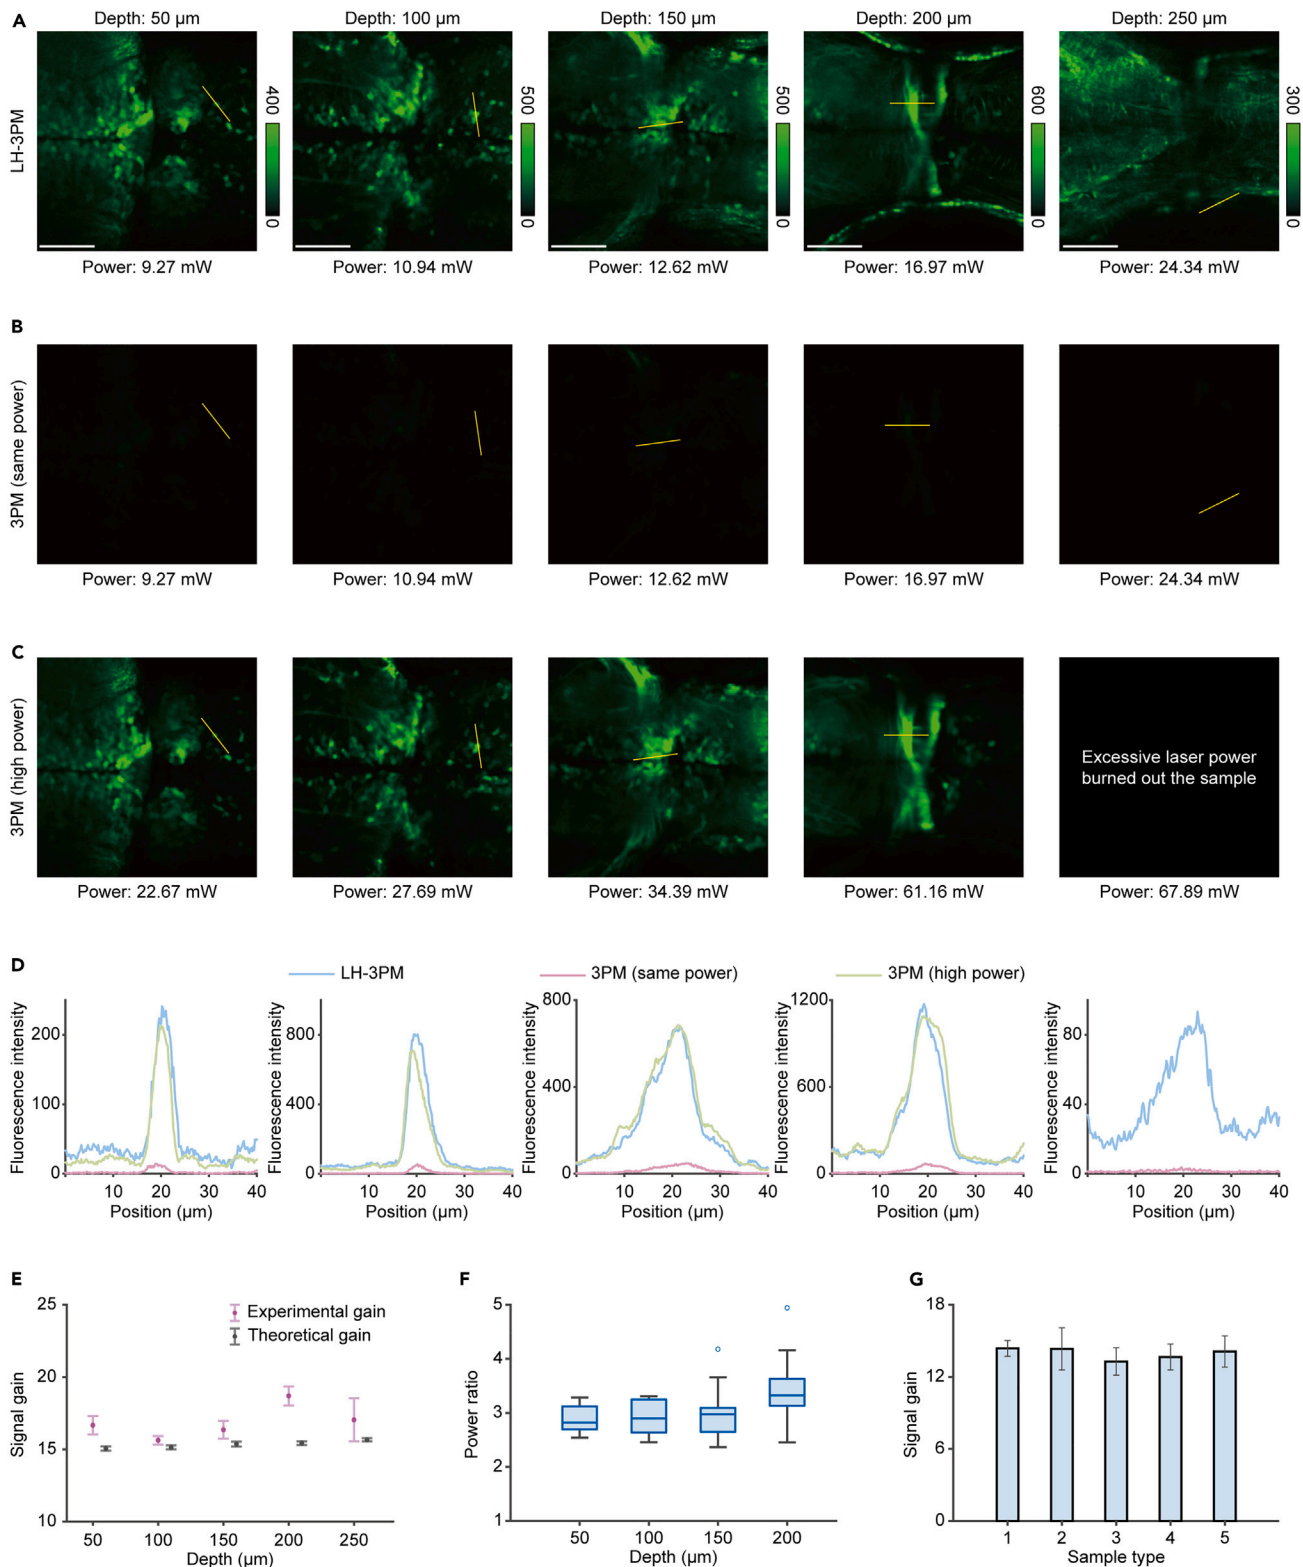 A
Depth: 50 µm
Depth: 100 µm
Depth: 150 µm
Depth: 200 µm
Depth: 250 µm
LH-3PM
400
0
500
0
500
0
600
0
300
0
Power: 9.27 mW
Power: 10.94 mW
Power: 12.62 mW
Power: 16.97 mW
Power: 24.34 mW
B
3PM (same power)
Power: 9.27 mW
Power: 10.94 mW
Power: 12.62 mW
Power: 16.97 mW
Power: 24.34 mW
C
3PM (high power)
Excessive laser power
burned out the sample
Power: 22.67 mW
Power: 27.69 mW
Power: 34.39 mW
Power: 61.16 mW
Power: 67.89 mW
D
LH-3PM
3PM (same power)
3PM (high power)
Fluorescence intensity
200
100
0
10 20 30 40
Position (µm)
Fluorescence intensity
800
400
0
10 20 30 40
Position (µm)
Fluorescence intensity
800
400
0
10 20 30 40
Position (µm)
Fluorescence intensity
1200
600
0
10 20 30 40
Position (µm)
Fluorescence intensity
80
40
0
10 20 30 40
Position (µm)
E
Signal gain
25
20
15
10
Experimental gain
Theoretical gain
50 100 150 200 250
Depth (µm)
F
Power ratio
5
4
3
2
1
50 100 150 200
Depth (µm)
G
Signal gain
18
12
6
0
1 2 3 4 5
Sample type